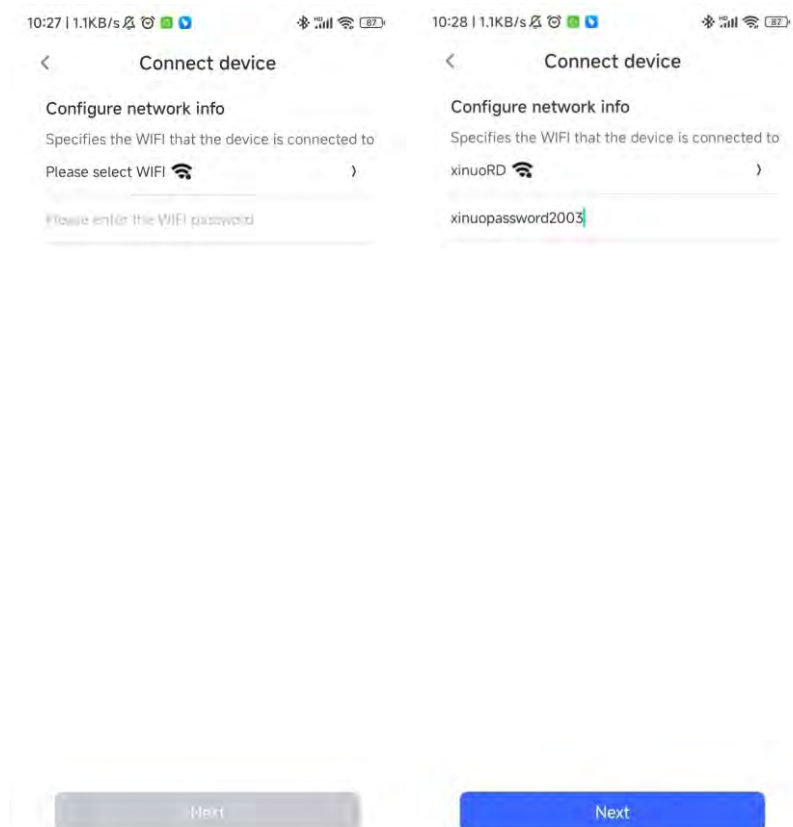 10:27 | 1.1KB/s
87
Connect device
Configure network info
Specifies the WIFI that the device is connected to
Please select WIFI
Please enter the WIFI password
Next
10:28 | 1.1KB/s
87
Connect device
Configure network info
Specifies the WIFI that the device is connected to
xinuoRD
xinuopassword2003
Next